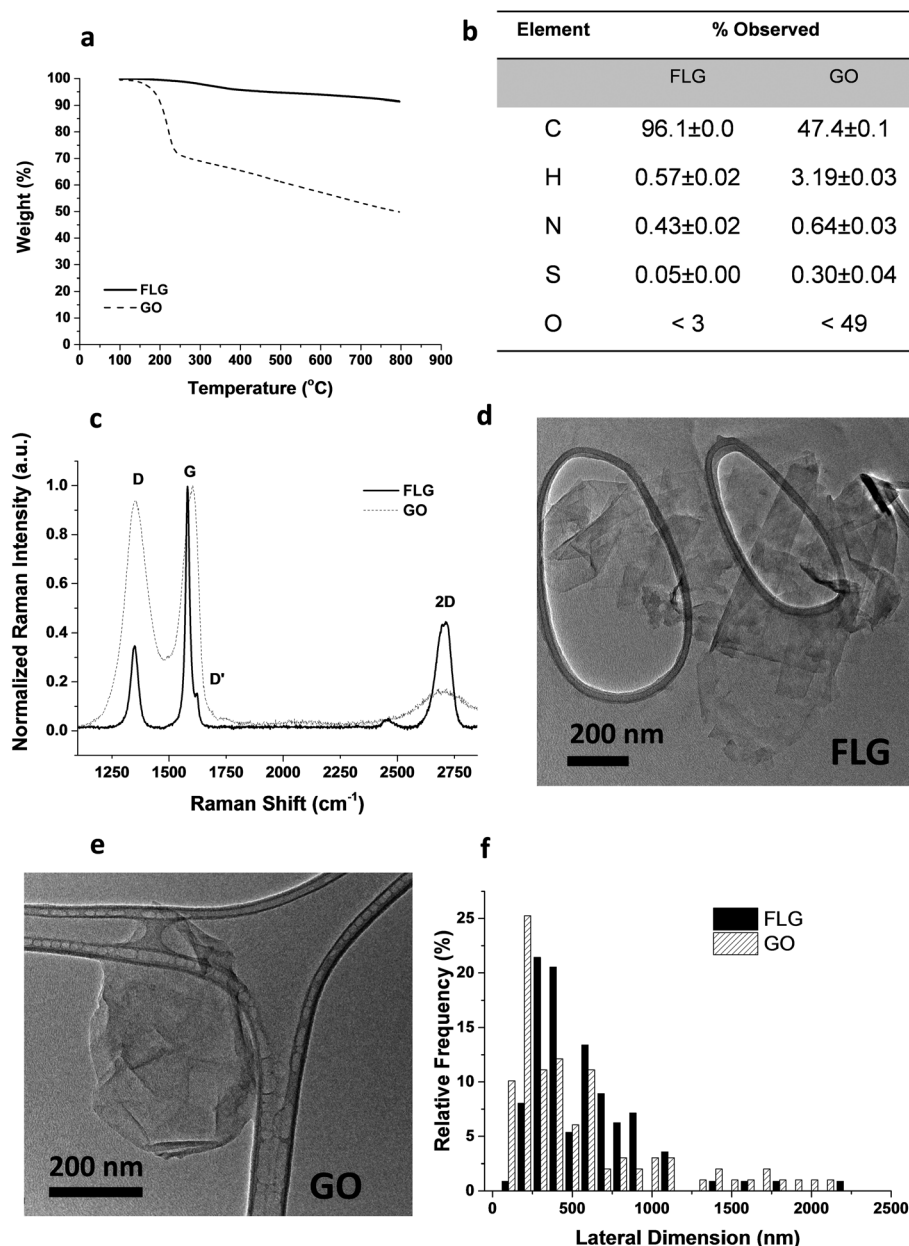 a
100
90
80
70
60
50
40
30
20
10
0
Weight (%)
FLG
GO
0 100 200 300 400 500 600 700 800 900
Temperature (°C)
b
Element % Observed
FLG GO
C 96.1±0.0 47.4±0.1
H 0.57±0.02 3.19±0.03
N 0.43±0.02 0.64±0.03
S 0.05±0.00 0.30±0.04
O < 3 < 49
c
Normalized Raman Intensity (a.u.)
1.0
0.8
0.6
0.4
0.2
0.0
D
G
D'
2D
FLG
GO
1250 1500 1750 2000 2250 2500 2750
Raman Shift (cm⁻¹)
d
200 nm
FLG
e
200 nm
GO
f
Relative Frequency (%)
25
20
15
10
5
0
FLG
GO
0 500 1000 1500 2000 2500
Lateral Dimension (nm)